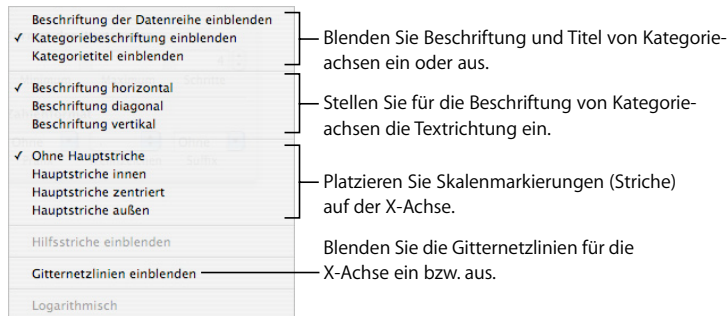 Beschriftung der Datenreihe einblenden
✓ Kategoriebeschriftung einblenden
Kategorietitel einblenden
Blenden Sie Beschriftung und Titel von Kategorie-
achsen ein oder aus.
✓ Beschriftung horizontal
Beschriftung diagonal
Beschriftung vertikal
Stellen Sie für die Beschriftung von Kategorie-
achsen die Textrichtung ein.
✓ Ohne Hauptstriche
Hauptstriche innen
Hauptstriche zentriert
Hauptstriche außen
Platzieren Sie Skalenmarkierungen (Striche)
auf der X-Achse.
Hilfsstriche einblenden
Gitternetzlinien einblenden
Blenden Sie die Gitternetzlinien für die
X-Achse ein bzw. aus.
Logarithmisch